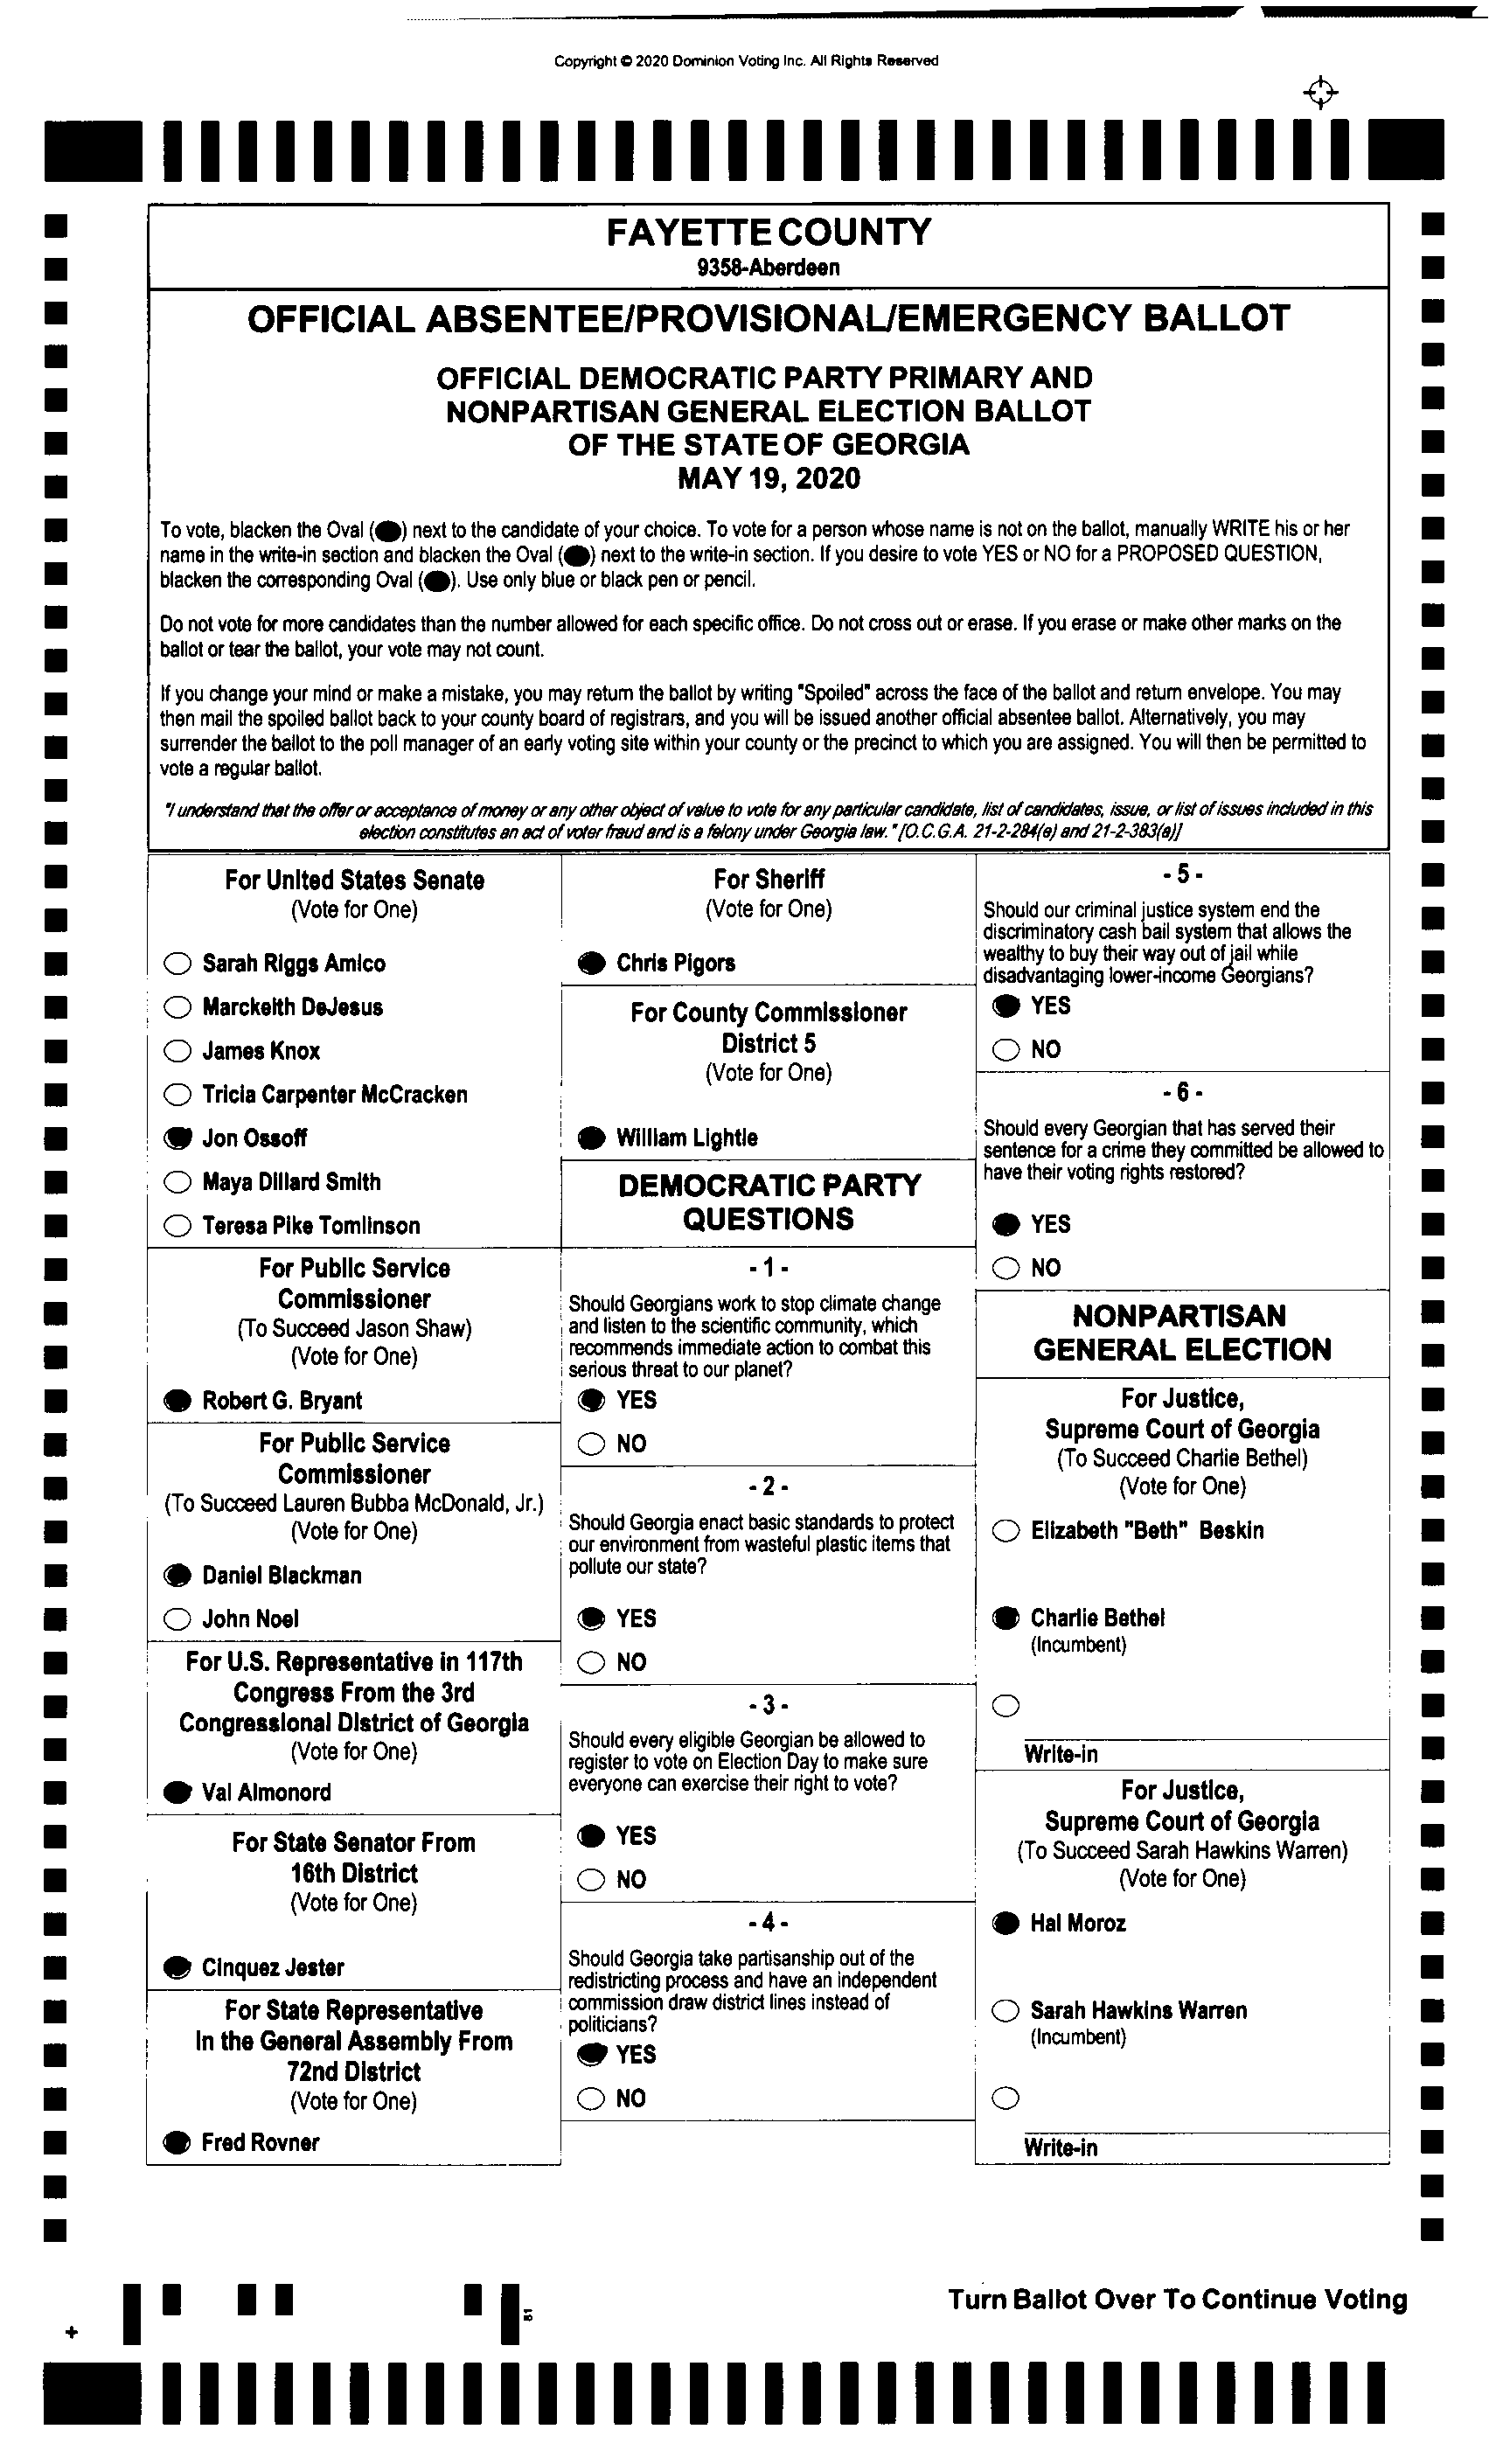 Copyright © 2020 Dominion Voting Inc. All Rights Reserved
FAYETTE COUNTY
9358-Aberdeen
OFFICIAL ABSENTEE/PROVISIONAL/EMERGENCY BALLOT
OFFICIAL DEMOCRATIC PARTY PRIMARY AND
NONPARTISAN GENERAL ELECTION BALLOT
OF THE STATE OF GEORGIA
MAY 19, 2020
To vote, blacken the Oval ( ) next to the candidate of your choice. To vote for a person whose name is not on the ballot, manually WRITE his or her
name in the write-in section and blacken the Oval ( ) next to the write-in section. If you desire to vote YES or NO for a PROPOSED QUESTION,
blacken the corresponding Oval ( ). Use only blue or black pen or pencil.
Do not vote for more candidates than the number allowed for each specific office. Do not cross out or erase. If you erase or make other marks on the
ballot or tear the ballot, your vote may not count.
If you change your mind or make a mistake, you may return the ballot by writing "Spoiled" across the face of the ballot and return envelope. You may
then mail the spoiled ballot back to your county board of registrars, and you will be issued another official absentee ballot. Alternatively, you may
surrender the ballot to the poll manager of an early voting site within your county or the precinct to which you are assigned. You will then be permitted to
vote a regular ballot.
"I understand that the offer or acceptance of money or any other object of value to vote for any particular candidate, list of candidates, issue, or list of issues included in this
election constitutes an act of voter fraud and is a felony under Georgia law." [O.C.G.A. 21-2-284(e) and 21-2-383(a)]
For United States Senate
(Vote for One)
Sarah Riggs Amico
Marckeith DeJesus
James Knox
Tricia Carpenter McCracken
Jon Ossoff
Maya Dillard Smith
Teresa Pike Tomlinson
For Public Service
Commissioner
(To Succeed Jason Shaw)
(Vote for One)
Robert G. Bryant
For Public Service
Commissioner
(To Succeed Lauren Bubba McDonald, Jr.)
(Vote for One)
Daniel Blackman
John Noel
For U.S. Representative in 117th
Congress From the 3rd
Congressional District of Georgia
(Vote for One)
Val Almonord
For State Senator From
16th District
(Vote for One)
Cinquez Jester
For State Representative
In the General Assembly From
72nd District
(Vote for One)
Fred Rovner
For Sheriff
(Vote for One)
Chris Pigors
For County Commissioner
District 5
(Vote for One)
William Lightle
DEMOCRATIC PARTY
QUESTIONS
- 1 -
Should Georgians work to stop climate change
and listen to the scientific community, which
recommends immediate action to combat this
serious threat to our planet?
YES
NO
- 2 -
Should Georgia enact basic standards to protect
our environment from wasteful plastic items that
pollute our state?
YES
NO
- 3 -
Should every eligible Georgian be allowed to
register to vote on Election Day to make sure
everyone can exercise their right to vote?
YES
NO
- 4 -
Should Georgia take partisanship out of the
redistricting process and have an independent
commission draw district lines instead of
politicians?
YES
NO
- 5 -
Should our criminal justice system end the
discriminatory cash bail system that allows the
wealthy to buy their way out of jail while
disadvantaging lower-income Georgians?
YES
NO
- 6 -
Should every Georgian that has served their
sentence for a crime they committed be allowed to
have their voting rights restored?
YES
NO
NONPARTISAN
GENERAL ELECTION
For Justice,
Supreme Court of Georgia
(To Succeed Charlie Bethel)
(Vote for One)
Elizabeth "Beth" Beskin
Charlie Bethel
(Incumbent)
Write-in
For Justice,
Supreme Court of Georgia
(To Succeed Sarah Hawkins Warren)
(Vote for One)
Hal Moroz
Sarah Hawkins Warren
(Incumbent)
Write-in
Turn Ballot Over To Continue Voting